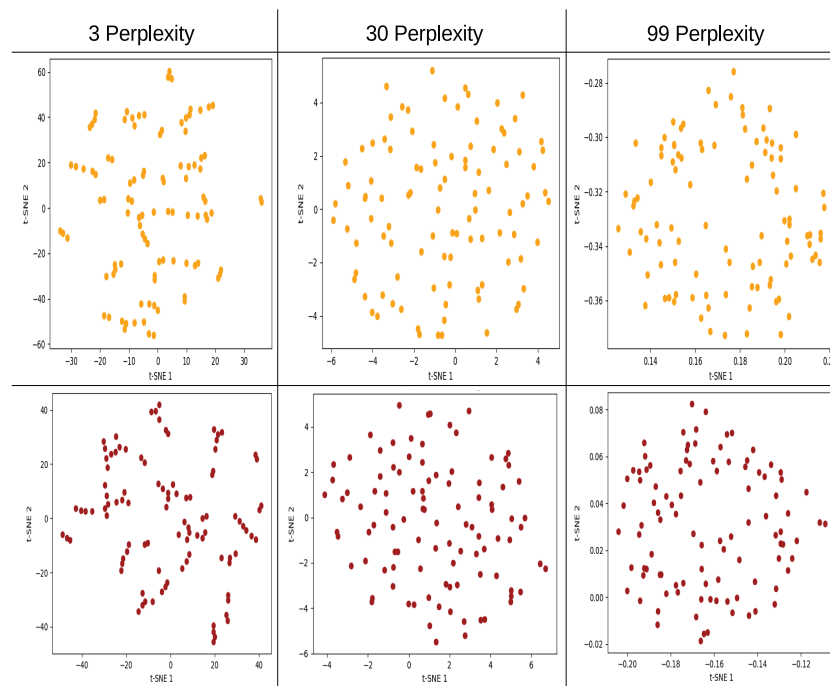 3 Perplexity
30 Perplexity
99 Perplexity
60
40
20
0
−20
−40
−60
t-SNE 2
−30 −20 −10 0 10 20 30
t-SNE 1
4
2
0
−2
−4
t-SNE 2
−6 −4 −2 0 2 4
t-SNE 1
−0.28
−0.30
−0.32
−0.34
−0.36
t-SNE 2
0.14 0.16 0.18 0.20 0.22
t-SNE 1
40
20
0
−20
−40
t-SNE 2
−40 −20 0 20 40
t-SNE 1
4
2
0
−2
−4
−6
t-SNE 2
−4 −2 0 2 4 6
t-SNE 1
0.08
0.06
0.04
0.02
0.00
−0.02
t-SNE 2
−0.20 −0.18 −0.16 −0.14 −0.12
t-SNE 1